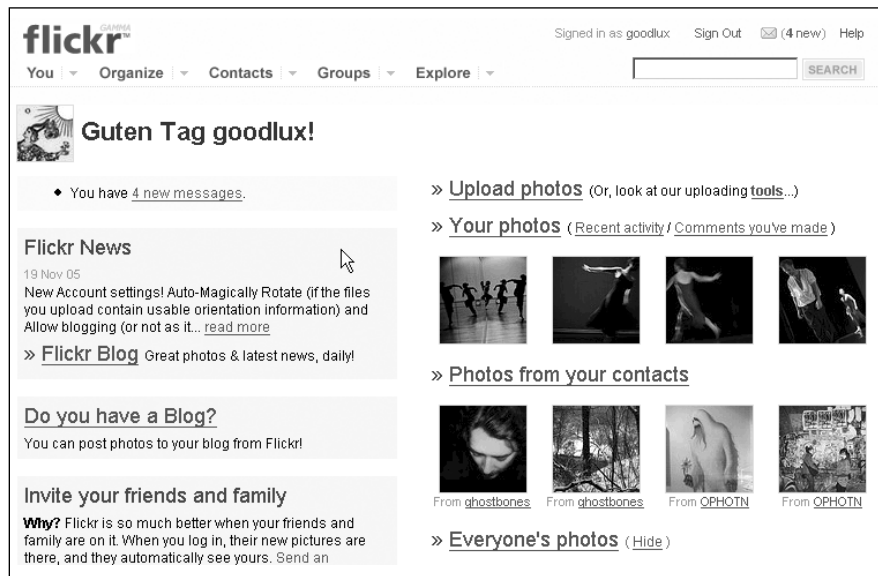 flickr™
GAMMA
Signed in as goodlux Sign Out (4 new) Help
You Organize Contacts Groups Explore
SEARCH
Guten Tag goodlux!
You have 4 new messages.
Flickr News
19 Nov 05
New Account settings! Auto-Magically Rotate (if the files
you upload contain usable orientation information) and
Allow blogging (or not as it... read more
» Flickr Blog Great photos & latest news, daily!
Do you have a Blog?
You can post photos to your blog from Flickr!
Invite your friends and family
Why? Flickr is so much better when your friends and
family are on it. When you log in, their new pictures are
there, and they automatically see yours. Send an
» Upload photos (Or, look at our uploading tools...)
» Your photos ( Recent activity / Comments you've made )
» Photos from your contacts
From ghostbones From ghostbones From OPHOTN From OPHOTN
» Everyone's photos ( Hide )